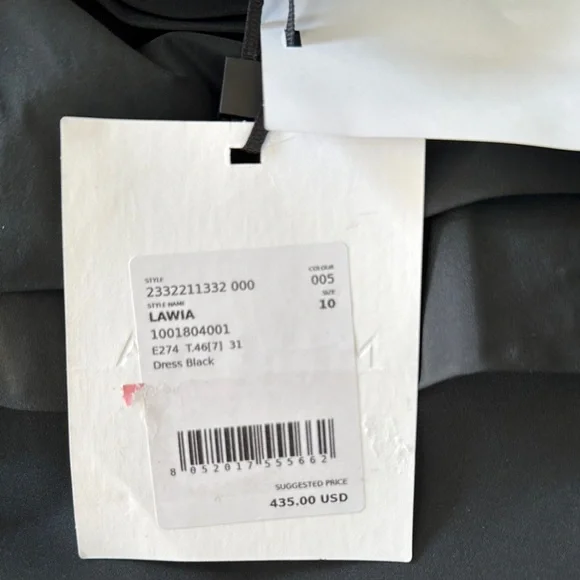 STYLE
2332211332 000
COLOUR
005
STYLE NAME
LAWIA
SIZE
10
1001804001
E274 T.46[7] 31
Dress Black
8 052017 555662
SUGGESTED PRICE
435.00 USD